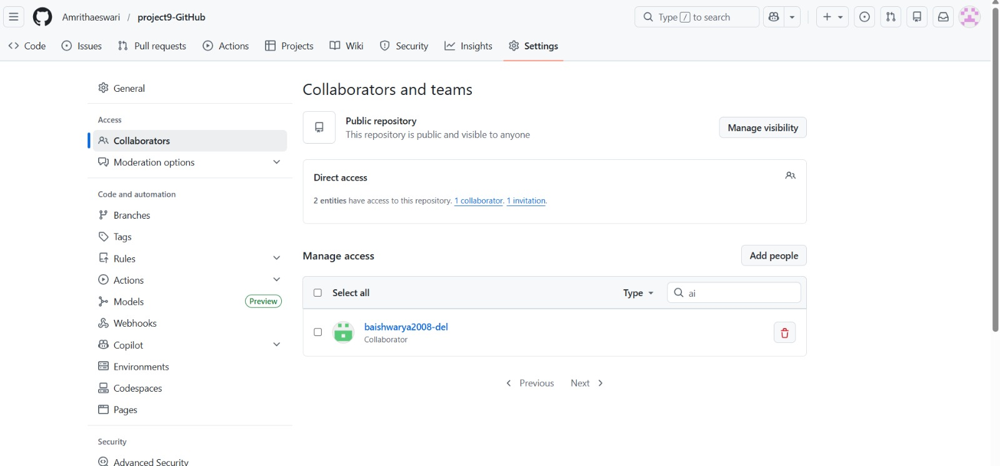 Amrithaeswari / project9-GitHub
Type / to search
Code
Issues
Pull requests
Actions
Projects
Wiki
Security
Insights
Settings
General
Access
Collaborators
Moderation options
Code and automation
Branches
Tags
Rules
Actions
Models Preview
Webhooks
Copilot
Environments
Codespaces
Pages
Security
Advanced Security
Collaborators and teams
Public repository
This repository is public and visible to anyone
Manage visibility
Direct access
2 entities have access to this repository. 1 collaborator. 1 invitation.
Manage access
Add people
Select all
Type
ai
baishwarya2008-del
Collaborator
Previous
Next